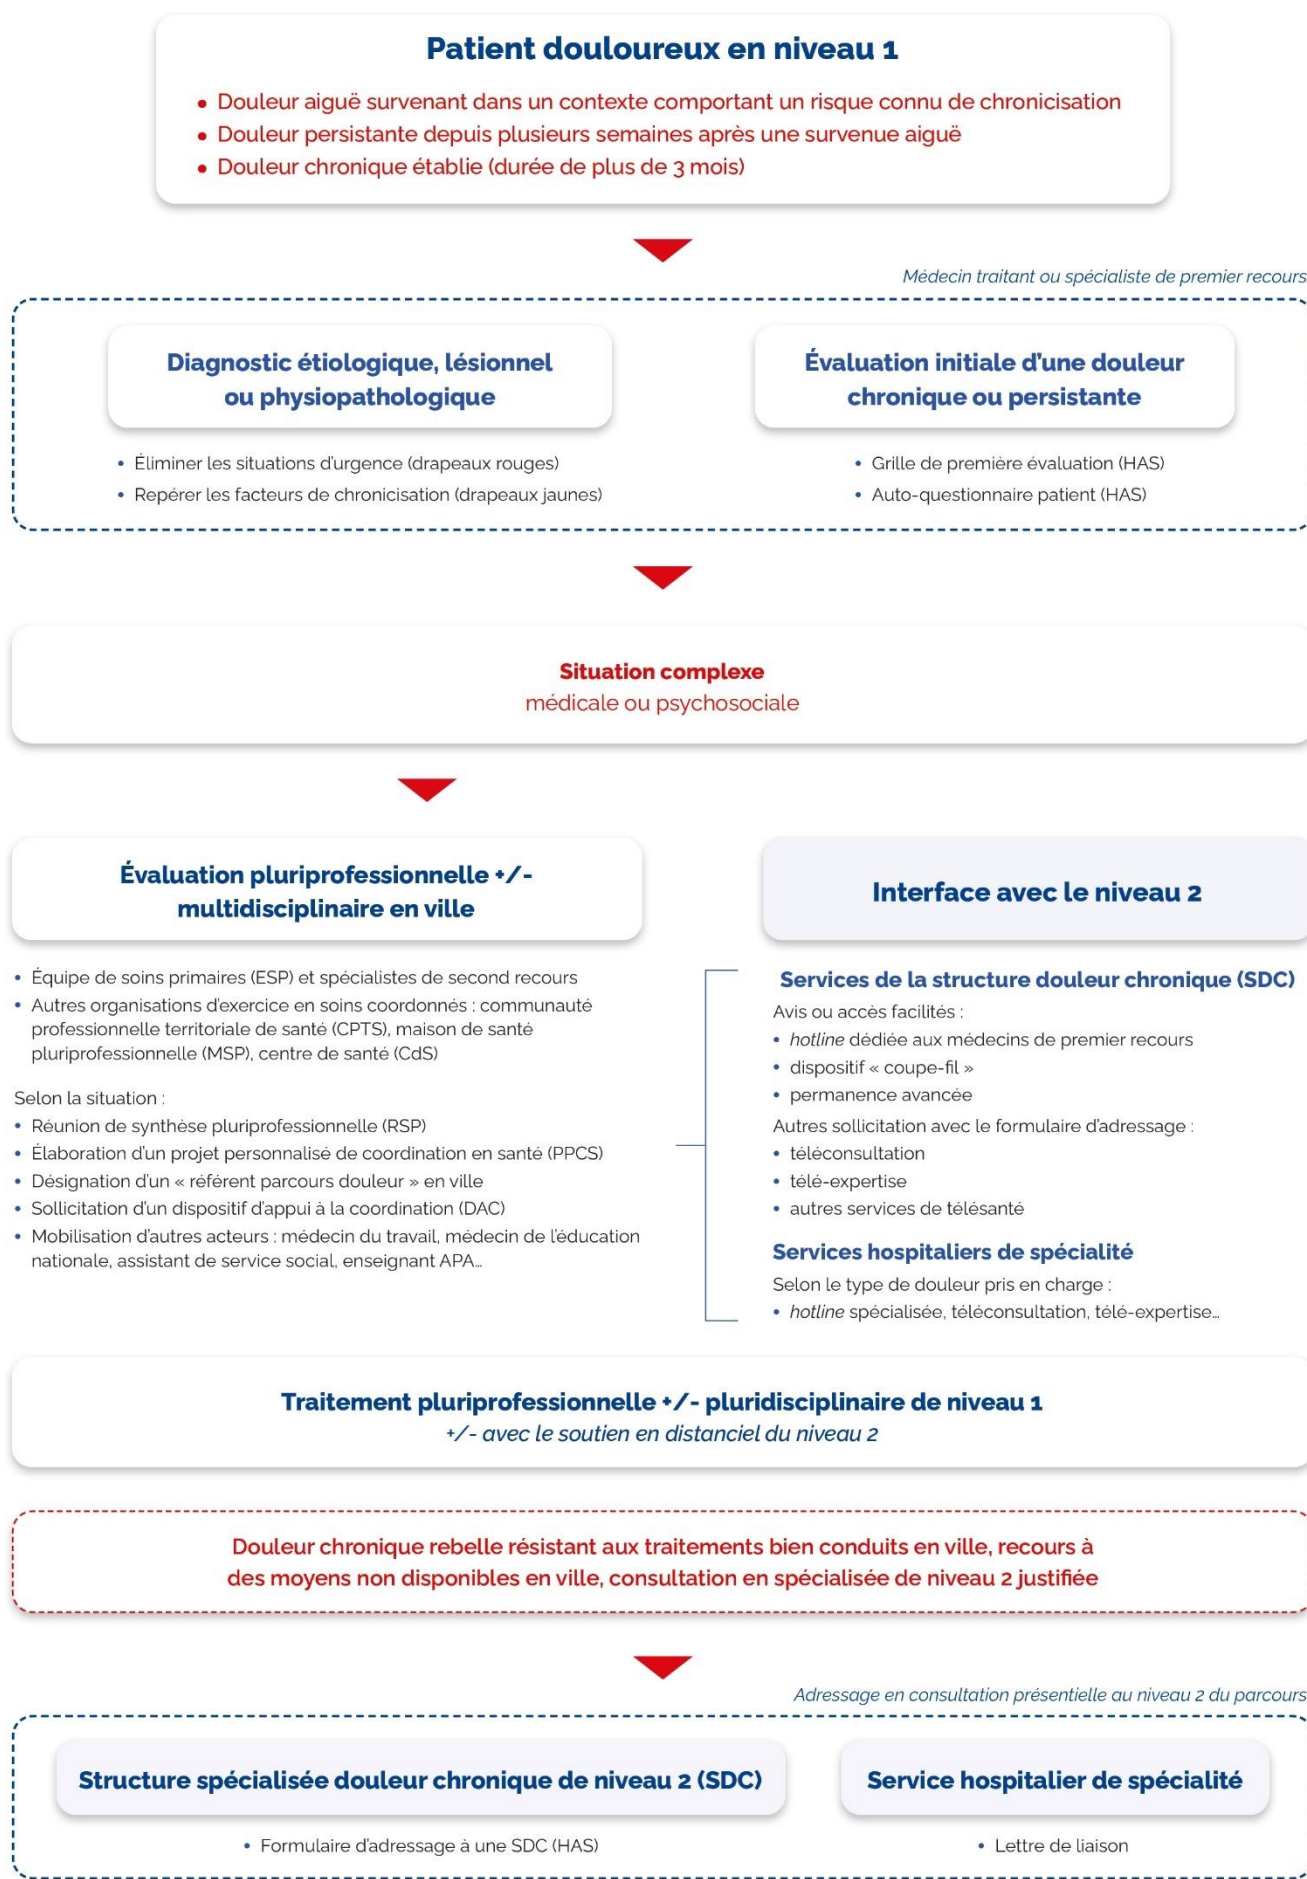 Patient douloureux en niveau 1
• Douleur aiguë survenant dans un contexte comportant un risque connu de chronicisation
• Douleur persistante depuis plusieurs semaines après une survenue aiguë
• Douleur chronique établie (durée de plus de 3 mois)
Médecin traitant ou spécialiste de premier recours
Diagnostic étiologique, lésionnel
ou physiopathologique
• Éliminer les situations d'urgence (drapeaux rouges)
• Repérer les facteurs de chronicisation (drapeaux jaunes)
Évaluation initiale d'une douleur
chronique ou persistante
• Grille de première évaluation (HAS)
• Auto-questionnaire patient (HAS)
Situation complexe
médicale ou psychosociale
Évaluation pluriprofessionnelle +/-
multidisciplinaire en ville
• Équipe de soins primaires (ESP) et spécialistes de second recours
• Autres organisations d'exercice en soins coordonnés : communauté
professionnelle territoriale de santé (CPTS), maison de santé
pluriprofessionnelle (MSP), centre de santé (CdS)
Selon la situation :
• Réunion de synthèse pluriprofessionnelle (RSP)
• Élaboration d'un projet personnalisé de coordination en santé (PPCS)
• Désignation d'un « référent parcours douleur » en ville
• Sollicitation d'un dispositif d'appui à la coordination (DAC)
• Mobilisation d'autres acteurs : médecin du travail, médecin de l'éducation
nationale, assistant de service social, enseignant APA…
Interface avec le niveau 2
Services de la structure douleur chronique (SDC)
Avis ou accès facilités :
• hotline dédiée aux médecins de premier recours
• dispositif « coupe-fil »
• permanence avancée
Autres sollicitation avec le formulaire d'adressage :
• téléconsultation
• télé-expertise
• autres services de télésanté
Services hospitaliers de spécialité
Selon le type de douleur pris en charge :
• hotline spécialisée, téléconsultation, télé-expertise…
Traitement pluriprofessionnelle +/- pluridisciplinaire de niveau 1
+/- avec le soutien en distanciel du niveau 2
Douleur chronique rebelle résistant aux traitements bien conduits en ville, recours à
des moyens non disponibles en ville, consultation en spécialisée de niveau 2 justifiée
Adressage en consultation présentielle au niveau 2 du parcours
Structure spécialisée douleur chronique de niveau 2 (SDC)
• Formulaire d'adressage à une SDC (HAS)
Service hospitalier de spécialité
• Lettre de liaison